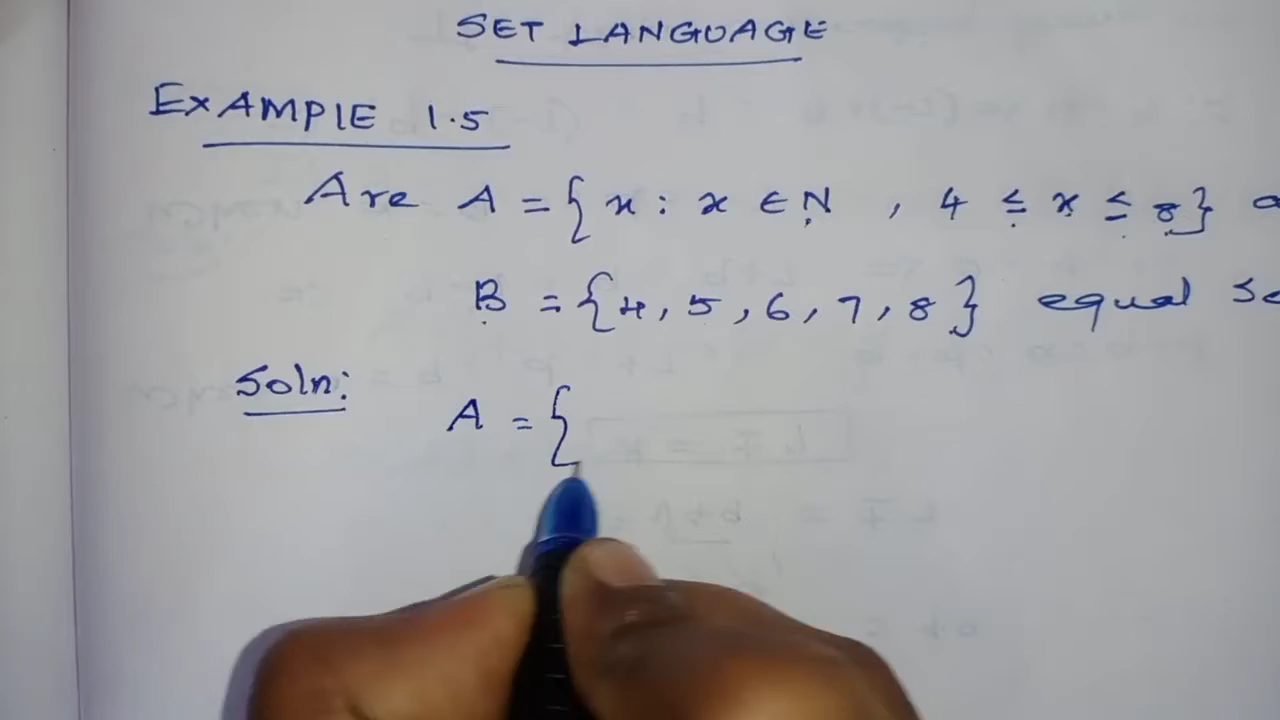 SET LANGUAGE
EXAMPLE 1.5
Are A = { x : x ∈ N , 4 ≤ x ≤ 8 }
B = { 4, 5, 6, 7, 8 } equal
Soln:
A = {